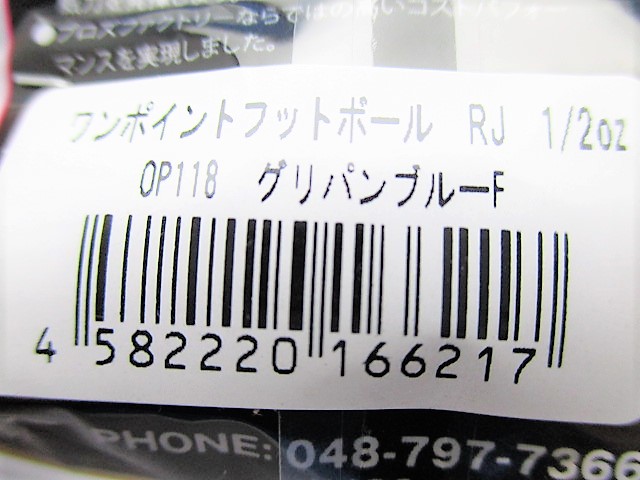 プロズファクトリーならではの高いコストパフォー
マンスを実現しました。
ワンポイントフットボール RJ 1/2oz
OP118 グリパンブルーF
4 582220 166217
PHONE: 048-797-7366